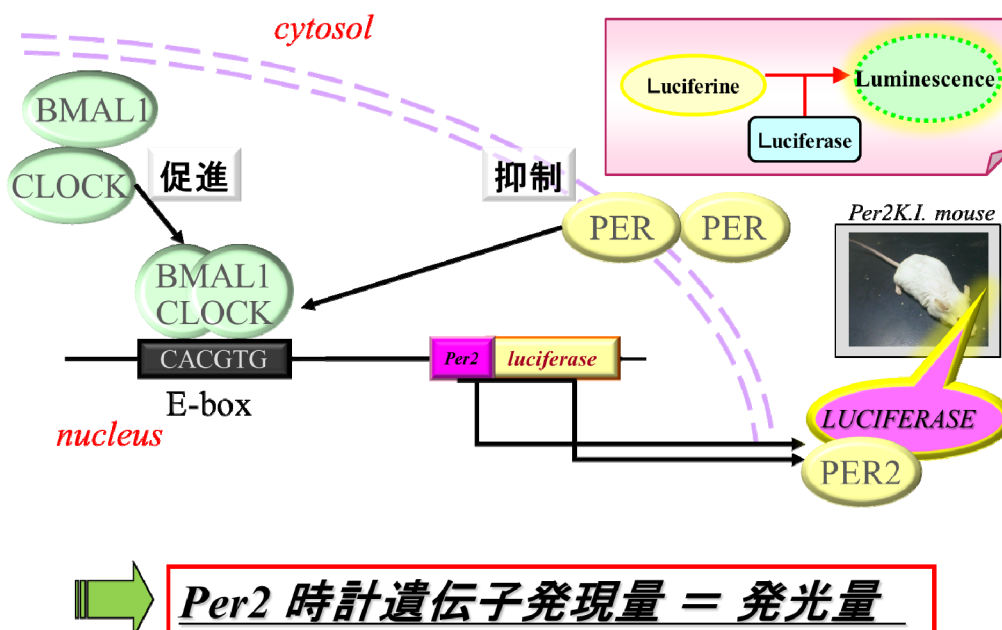 cytosol
BMAL1
CLOCK
促進
抑制
PER
PER
BMAL1
CLOCK
CACGTG
E-box
nucleus
Per2
luciferase
Luciferine
Luminescence
Luciferase
Per2K.I. mouse
LUCIFERASE
PER2
Per2 時計遺伝子発現量 = 発光量